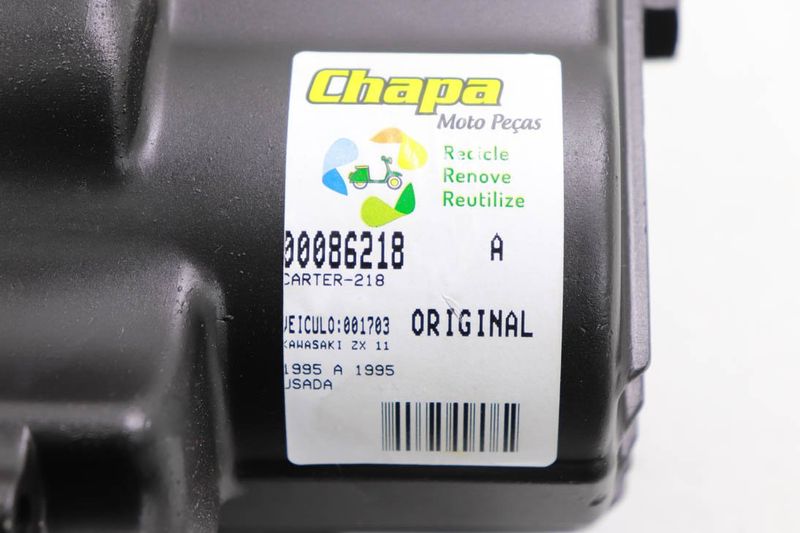 Chapa
Moto Peças
Recicle
Renove
Reutilize
00086218 A
CARTER-218
VEICULO:001703 ORIGINAL
KAWASAKI ZX 11
1995 A 1995
USADA